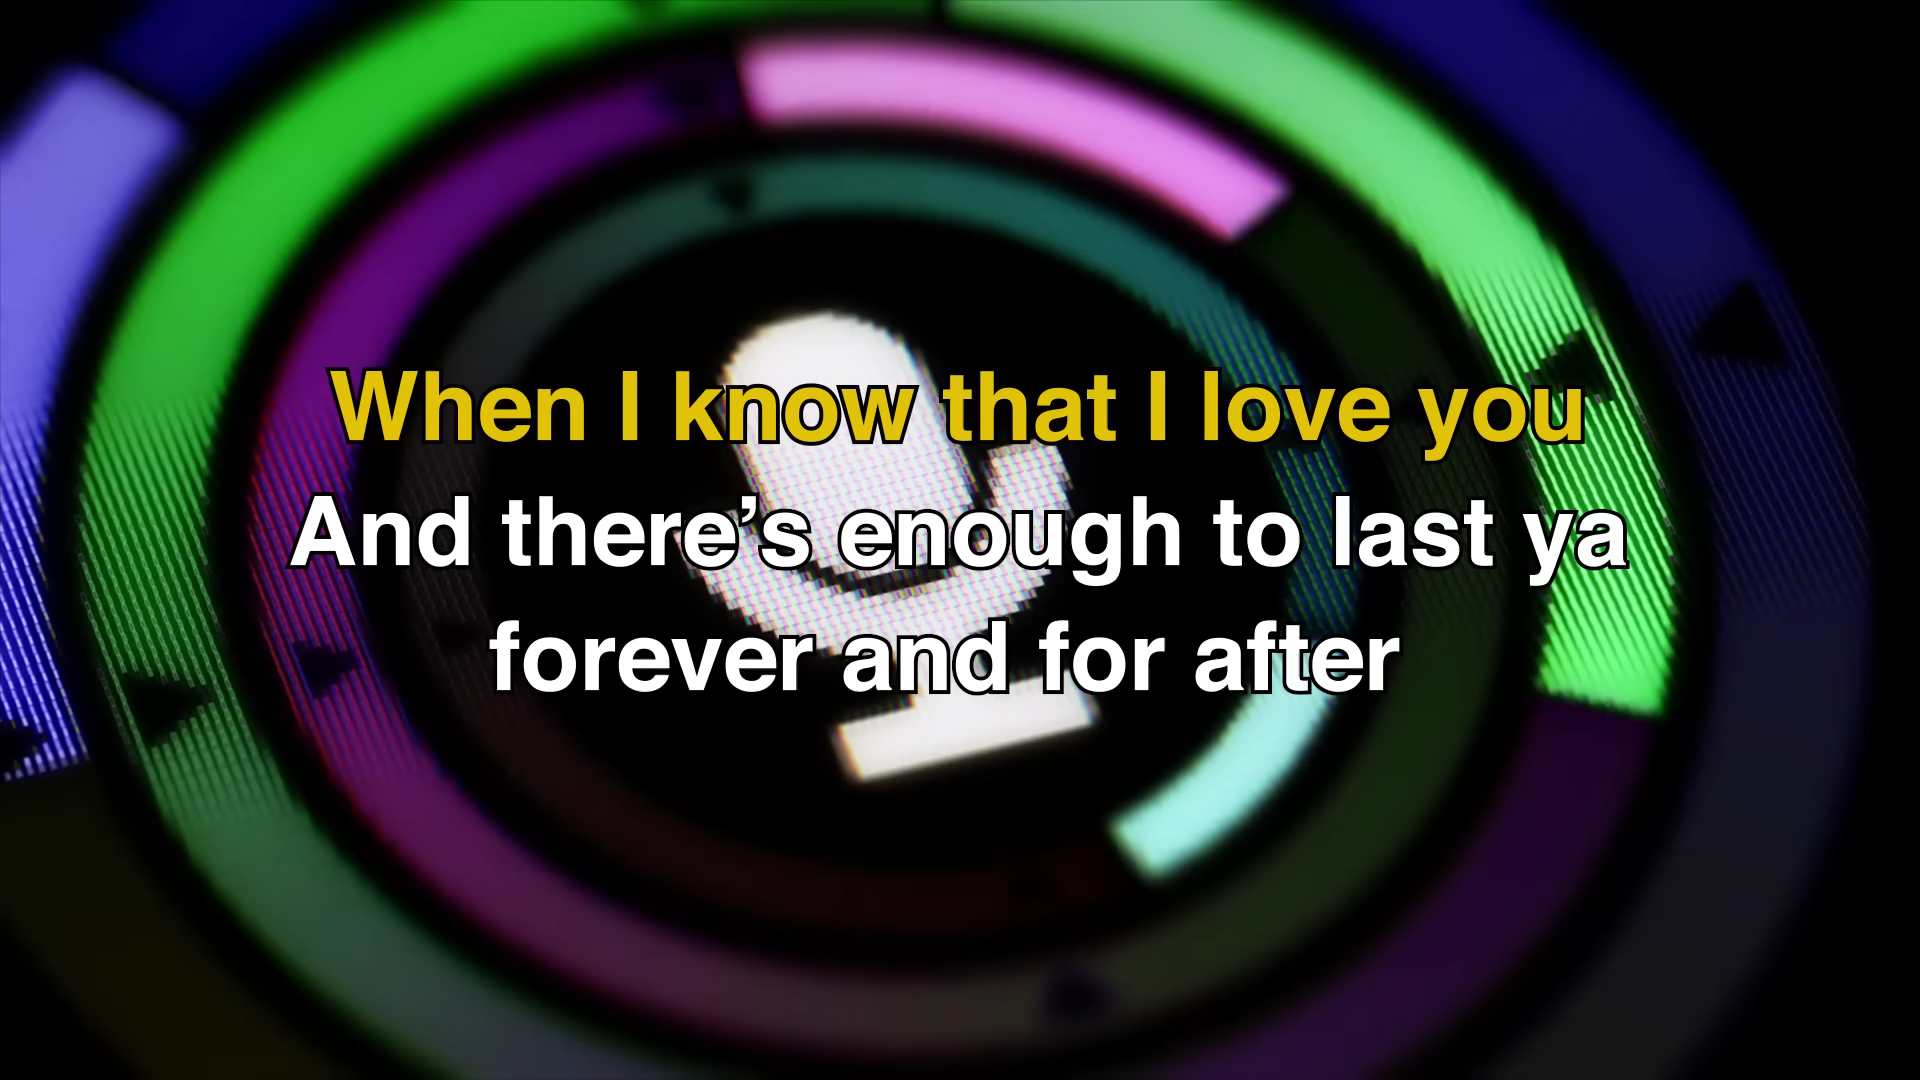 When I know that I love you
And there’s enough to last ya
forever and for after